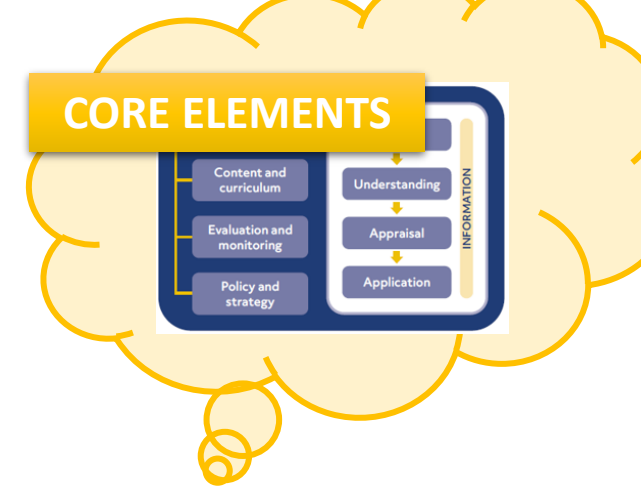 CORE ELEMENTS
Content and
curriculum
Evaluation and
monitoring
Policy and
strategy
Understanding
Appraisal
Application
INFORMATION